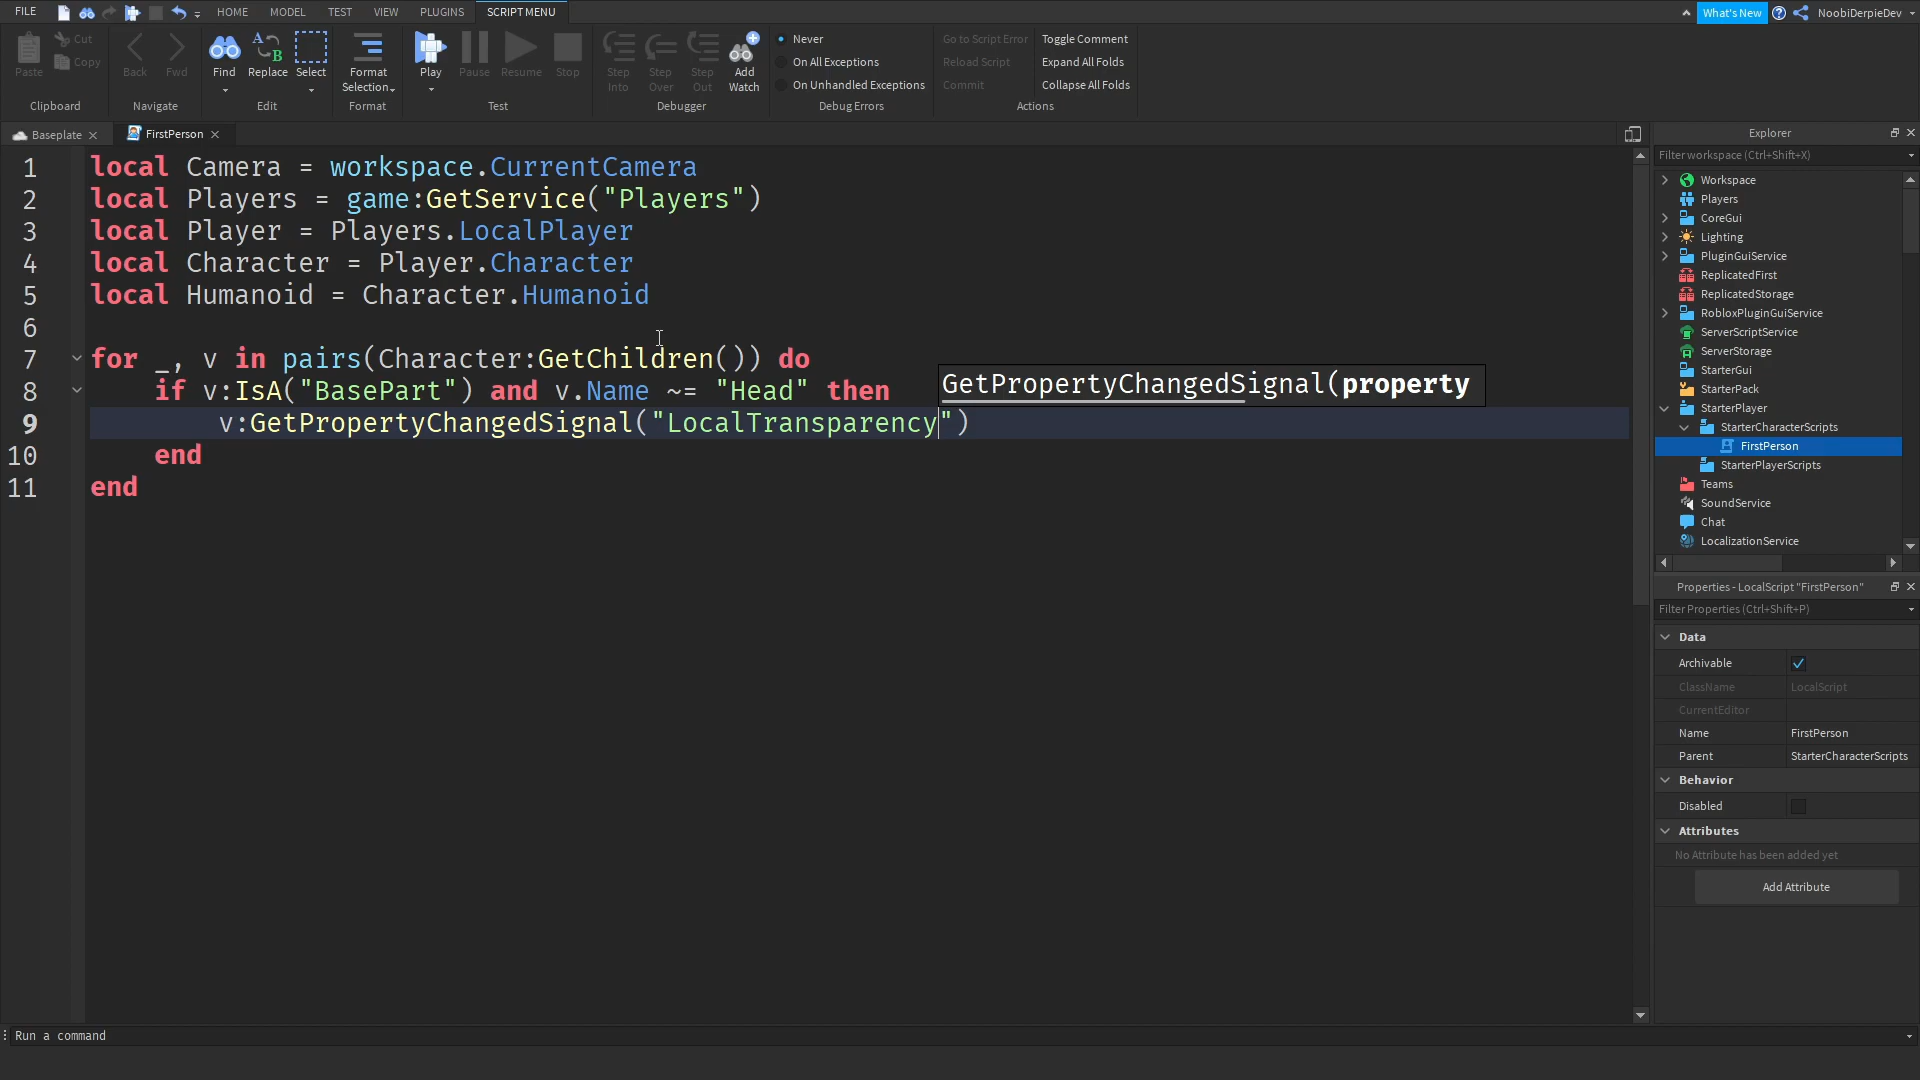 FILE HOME MODEL TEST VIEW PLUGINS SCRIPT MENU What's New NoobiDerpieDev
Paste Cut Copy Back Fwd Find Replace Select Format Selection Play Pause Resume Stop Step Into Step Over Step Out Add Watch
Never Go to Script Error Toggle Comment
On All Exceptions Reload Script Expand All Folds
On Unhandled Exceptions Commit Collapse All Folds
Clipboard Navigate Edit Format Test Debugger Debug Errors Actions
Baseplate FirstPerson
1 local Camera = workspace.CurrentCamera
2 local Players = game:GetService("Players")
3 local Player = Players.LocalPlayer
4 local Character = Player.Character
5 local Humanoid = Character.Humanoid
6
7 for _, v in pairs(Character:GetChildren()) do
8 if v:IsA("BasePart") and v.Name ~= "Head" then
GetPropertyChangedSignal(property
9 v:GetPropertyChangedSignal("LocalTransparency")
10 end
11 end
Explorer
Filter workspace (Ctrl+Shift+X)
Workspace
Players
CoreGui
Lighting
PluginGuiService
ReplicatedFirst
ReplicatedStorage
RobloxPluginGuiService
ServerScriptService
ServerStorage
StarterGui
StarterPack
StarterPlayer
StarterCharacterScripts
FirstPerson
StarterPlayerScripts
Teams
SoundService
Chat
LocalizationService
Properties - LocalScript "FirstPerson"
Filter Properties (Ctrl+Shift+P)
Data
Archivable
ClassName LocalScript
CurrentEditor
Name FirstPerson
Parent StarterCharacterScripts
Behavior
Disabled
Attributes
No Attribute has been added yet
Add Attribute
Run a command